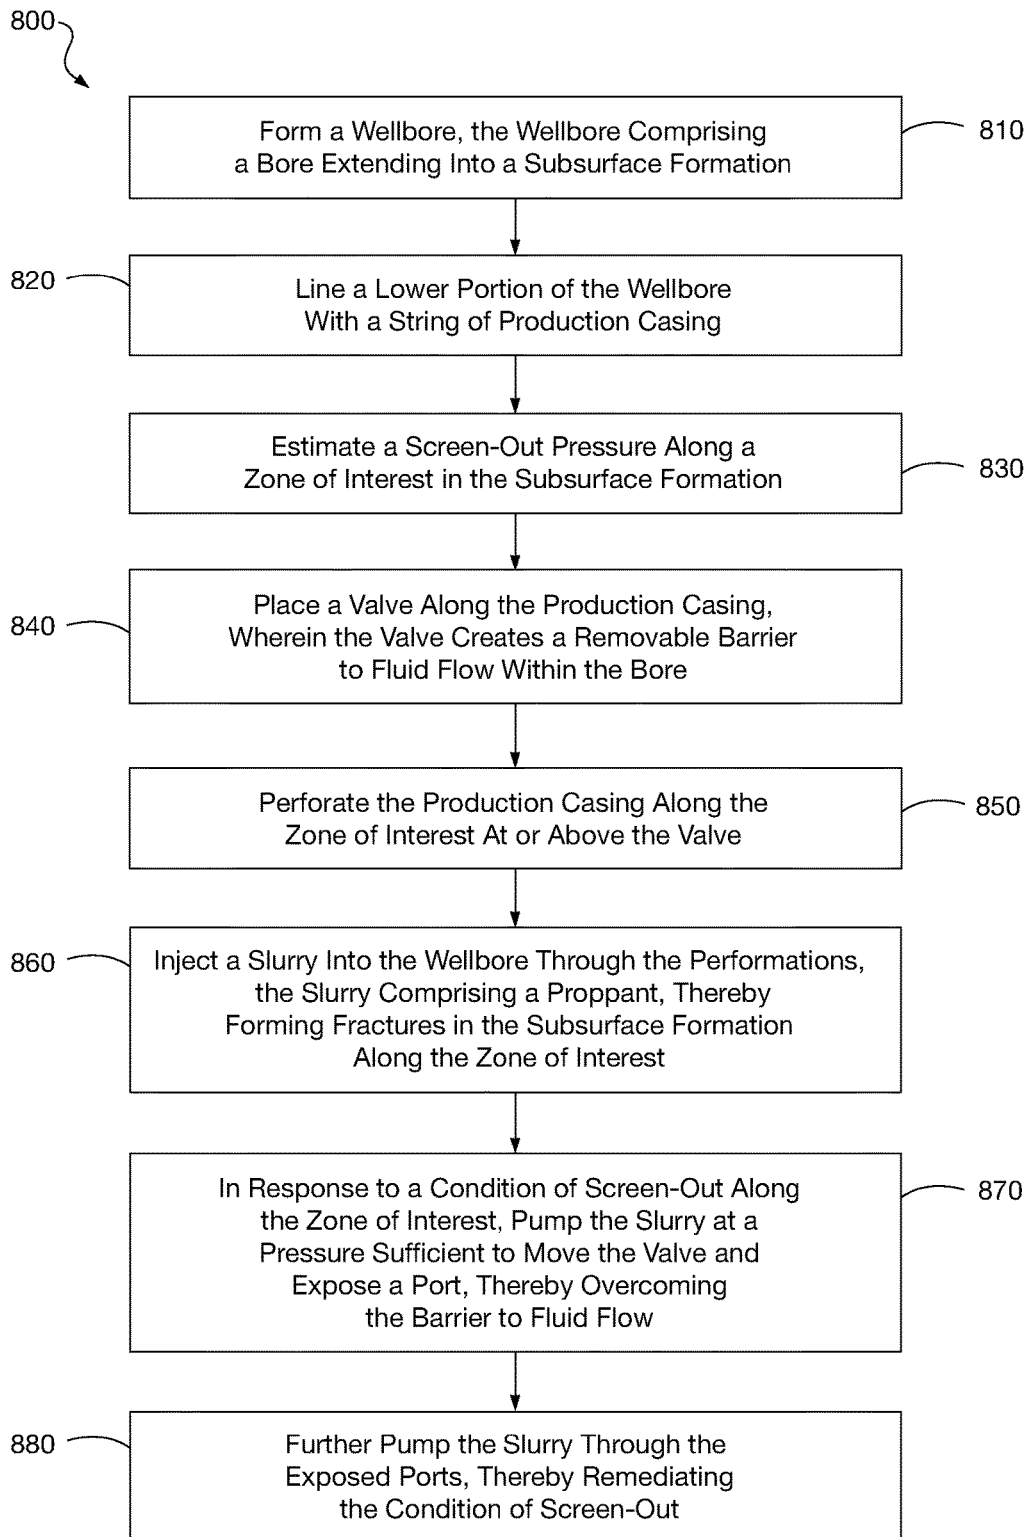 800
Form a Wellbore, the Wellbore Comprising
a Bore Extending Into a Subsurface Formation
810
820
Line a Lower Portion of the Wellbore
With a String of Production Casing
Estimate a Screen-Out Pressure Along a
Zone of Interest in the Subsurface Formation
830
840
Place a Valve Along the Production Casing,
Wherein the Valve Creates a Removable Barrier
to Fluid Flow Within the Bore
Perforate the Production Casing Along the
Zone of Interest At or Above the Valve
850
860
Inject a Slurry Into the Wellbore Through the Performations,
the Slurry Comprising a Proppant, Thereby
Forming Fractures in the Subsurface Formation
Along the Zone of Interest
In Response to a Condition of Screen-Out Along
the Zone of Interest, Pump the Slurry at a
Pressure Sufficient to Move the Valve and
Expose a Port, Thereby Overcoming
the Barrier to Fluid Flow
870
880
Further Pump the Slurry Through the
Exposed Ports, Thereby Remediating
the Condition of Screen-Out